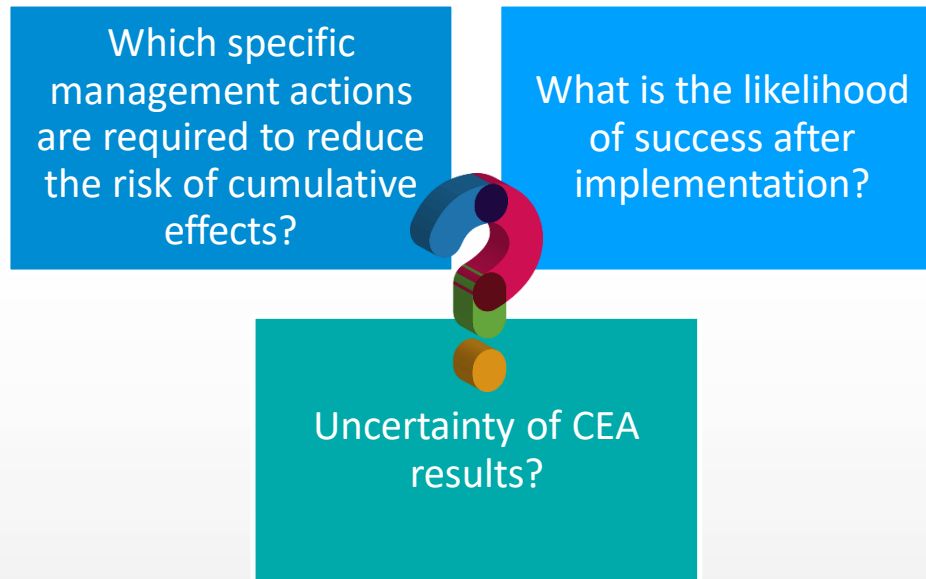 Which specific
management actions
are required to reduce
the risk of cumulative
effects?
What is the likelihood
of success after
implementation?
Uncertainty of CEA
results?